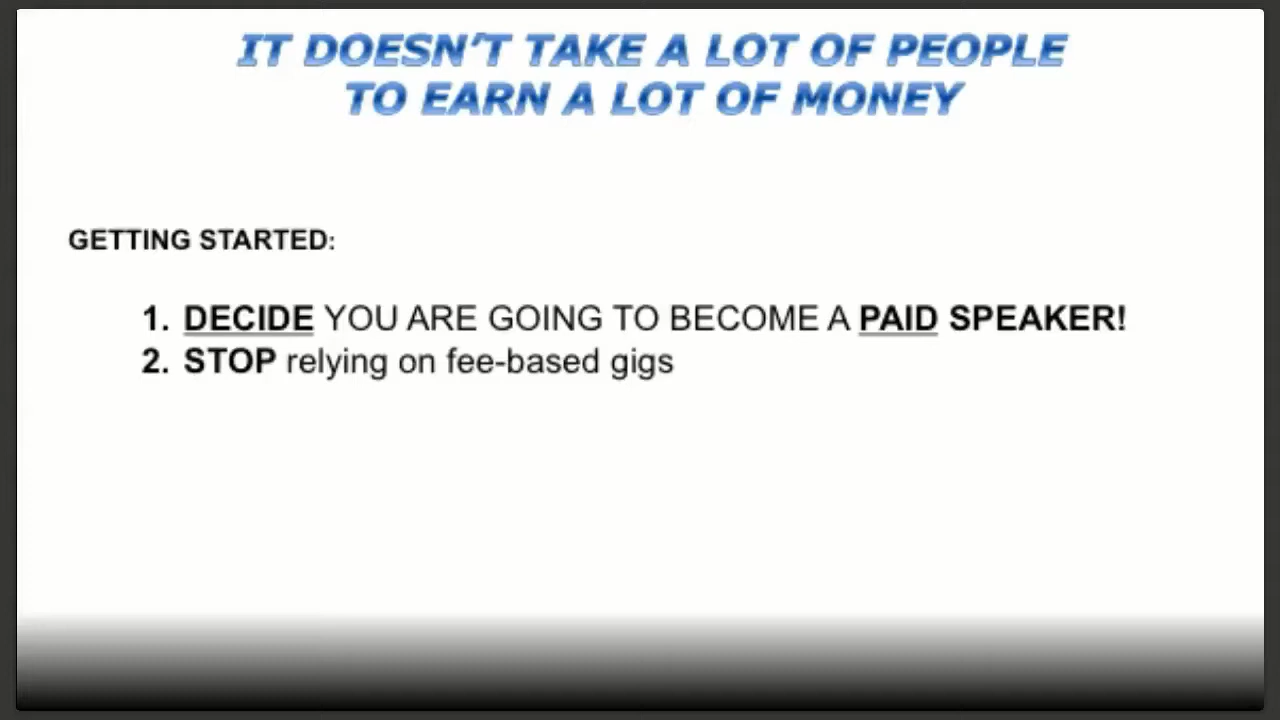 IT DOESN'T TAKE A LOT OF PEOPLE
TO EARN A LOT OF MONEY
GETTING STARTED:
1. DECIDE YOU ARE GOING TO BECOME A PAID SPEAKER!
2. STOP relying on fee-based gigs